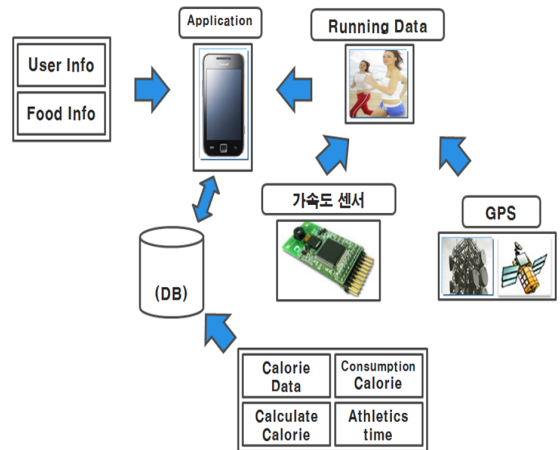 Application
Running Data
User Info
Food Info
가속도 센서
GPS
(DB)
Calorie
Data
Consumption
Calorie
Calculate
Calorie
Athletics
time